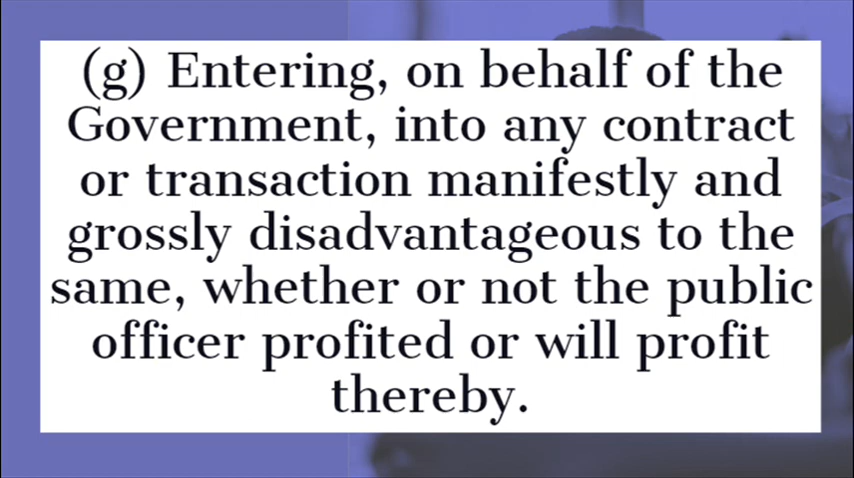 (g) Entering, on behalf of the
Government, into any contract
or transaction manifestly and
grossly disadvantageous to the
same, whether or not the public
officer profited or will profit
thereby.